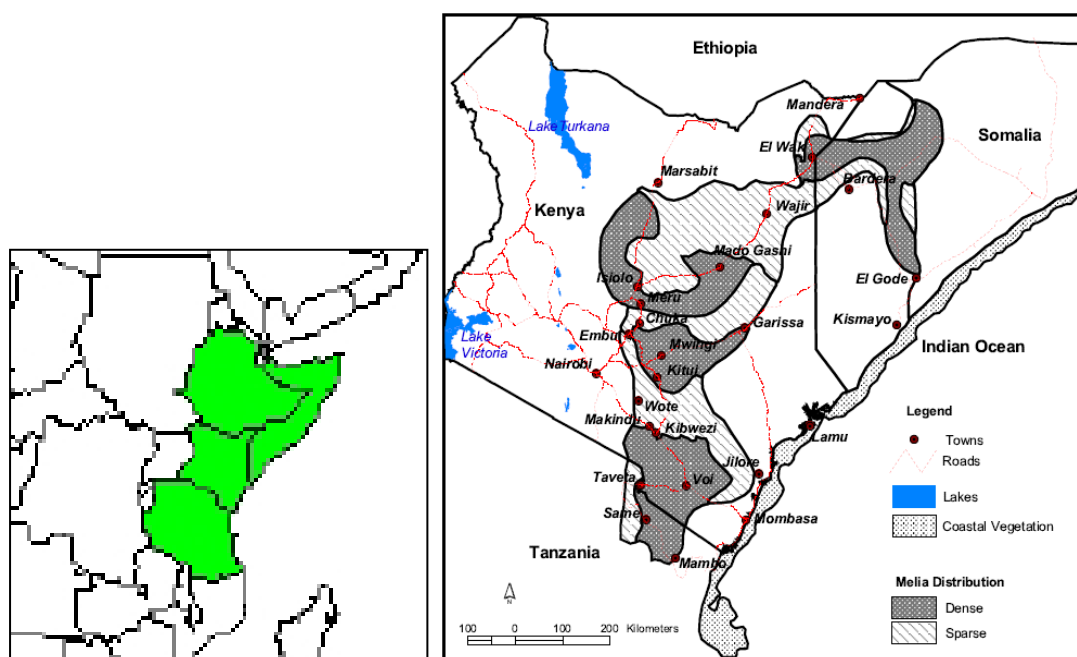 Ethiopia
Mandera
Lake Turkana
Somalia
El Wak
Marsabit
Bardera
Kenya
Wajir
Mado Gashi
Isiolo
El Gode
Meru
Chuka
Garissa
Kismayo
Embu
Lake
Victoria
Mwingi
Indian Ocean
Nairobi
Kitui
Wote
Legend
Makindu
Kibwezi
Lamu
Towns
Roads
Jilore
Taveta
Voi
Lakes
Same
Mombasa
Coastal Vegetation
Tanzania
Mambo
Melia Distribution
N
Dense
100 0 100 200 Kilometers
Sparse